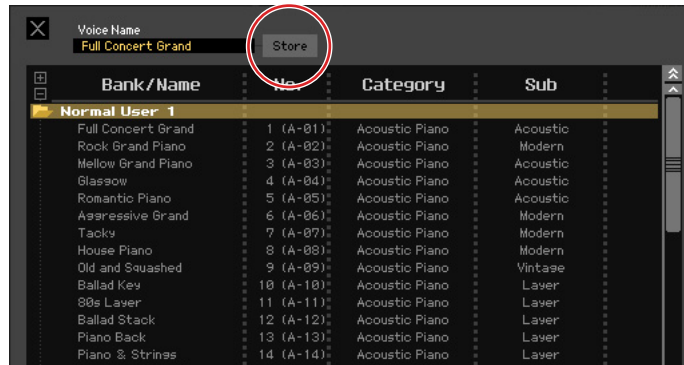 Voice Name
Full Concert Grand Store
Bank/Name No. Category Sub
Normal User 1
Full Concert Grand 1 (A-01) Acoustic Piano Acoustic
Rock Grand Piano 2 (A-02) Acoustic Piano Modern
Mellow Grand Piano 3 (A-03) Acoustic Piano Acoustic
Glasgow 4 (A-04) Acoustic Piano Acoustic
Romantic Piano 5 (A-05) Acoustic Piano Acoustic
Aggressive Grand 6 (A-06) Acoustic Piano Modern
Tacky 7 (A-07) Acoustic Piano Modern
House Piano 8 (A-08) Acoustic Piano Modern
Old and Squashed 9 (A-09) Acoustic Piano Vintage
Ballad Key 10 (A-10) Acoustic Piano Layer
80s Layer 11 (A-11) Acoustic Piano Layer
Ballad Stack 12 (A-12) Acoustic Piano Layer
Piano Back 13 (A-13) Acoustic Piano Layer
Piano & Strings 14 (A-14) Acoustic Piano Layer